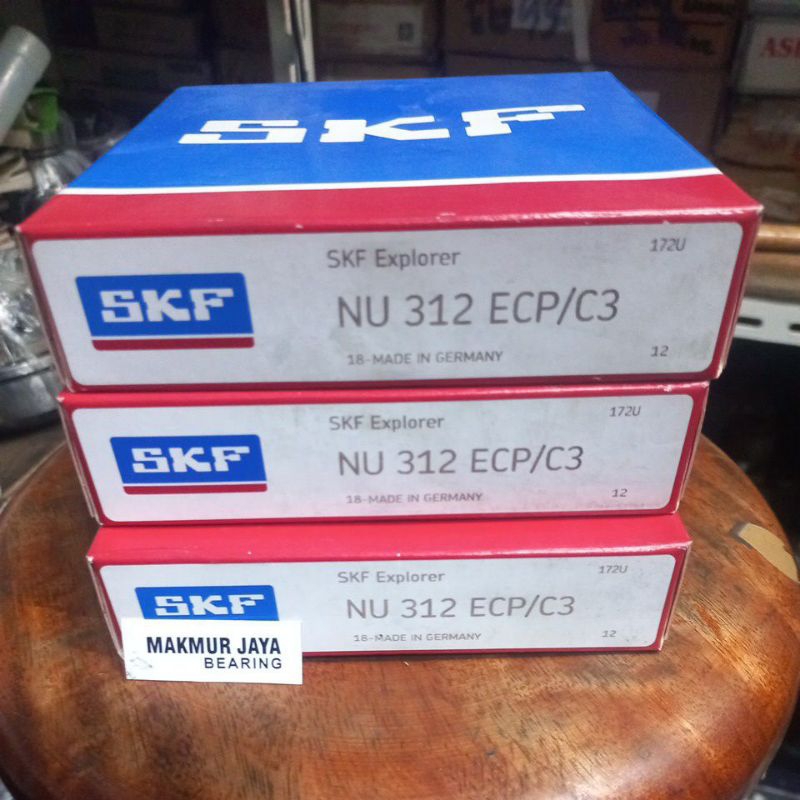 SKF
SKF Explorer
172U
SKF
NU 312 ECP/C3
18-MADE IN GERMANY
12
SKF Explorer
172U
SKF
NU 312 ECP/C3
18-MADE IN GERMANY
12
SKF Explorer
172U
SKF
NU 312 ECP/C3
18-MADE IN GERMANY
12
MAKMUR JAYA
BEARING